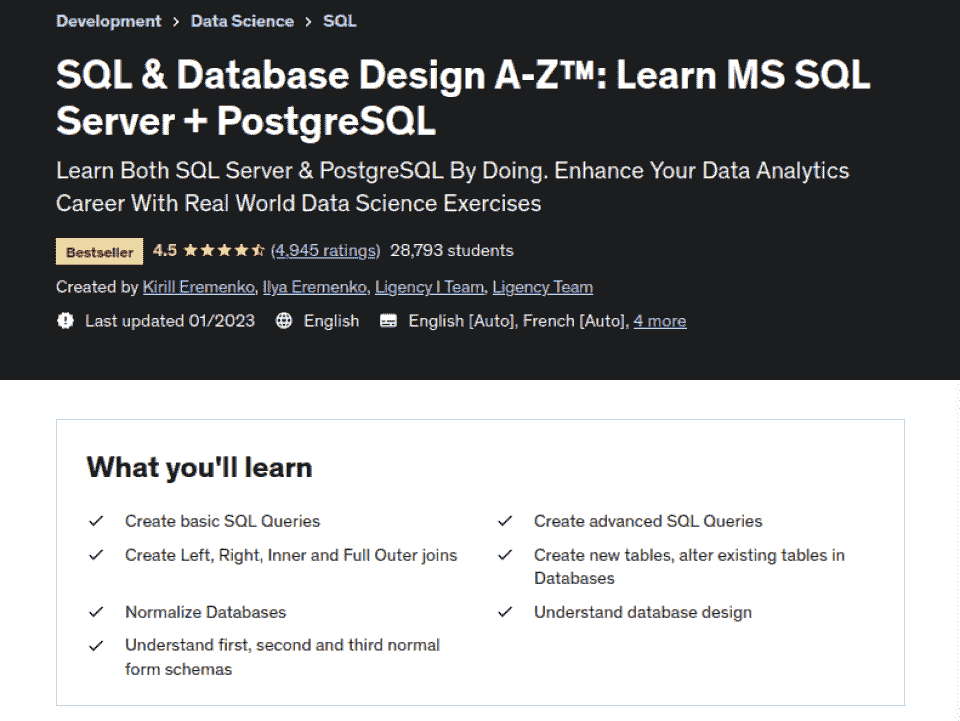 Development > Data Science > SQL
SQL & Database Design A-Z™: Learn MS SQL
Server + PostgreSQL
Learn Both SQL Server & PostgreSQL By Doing. Enhance Your Data Analytics
Career With Real World Data Science Exercises
Bestseller 4.5 (4,945 ratings) 28,793 students
Created by Kirill Eremenko, Ilya Eremenko, Ligency I Team, Ligency Team
Last updated 01/2023 English English [Auto], French [Auto], 4 more
What you'll learn
Create basic SQL Queries
Create advanced SQL Queries
Create Left, Right, Inner and Full Outer joins
Create new tables, alter existing tables in
Databases
Normalize Databases
Understand database design
Understand first, second and third normal
form schemas